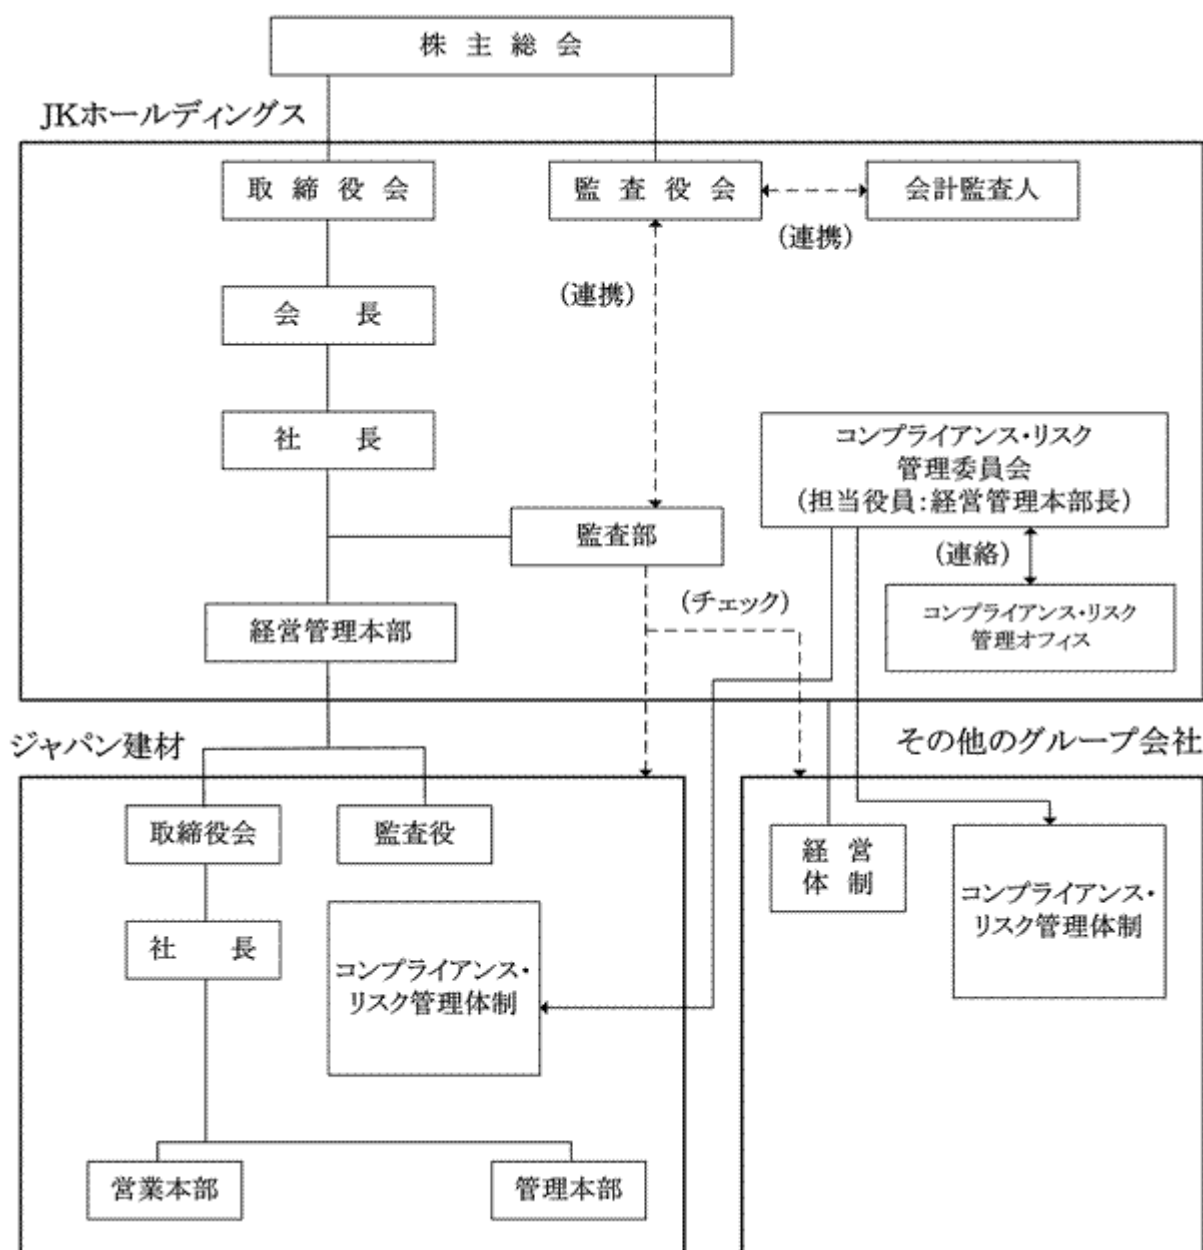 株主総会
JKホールディングス
取締役会
監査役会
会計監査人
(連携)
(連携)
会長
社長
コンプライアンス・リスク
管理委員会
(担当役員:経営管理本部長)
監査部
(連絡)
(チェック)
コンプライアンス・リスク
管理オフィス
経営管理本部
ジャパン建材
その他のグループ会社
取締役会
監査役
経営
体制
コンプライアンス・
リスク管理体制
社長
コンプライアンス・
リスク管理体制
営業本部
管理本部